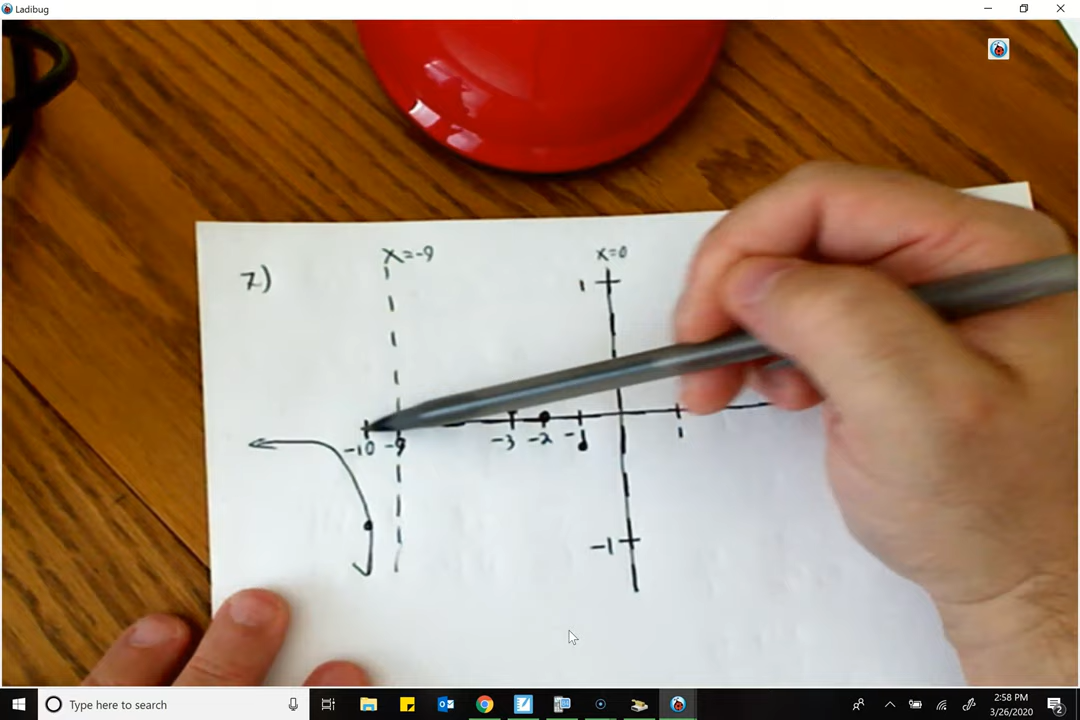 Ladibug
x=-9
x=0
7)
1
-10 -9 -3 -2 -1 1
-1
Type here to search
2:58 PM
3/26/2020
2